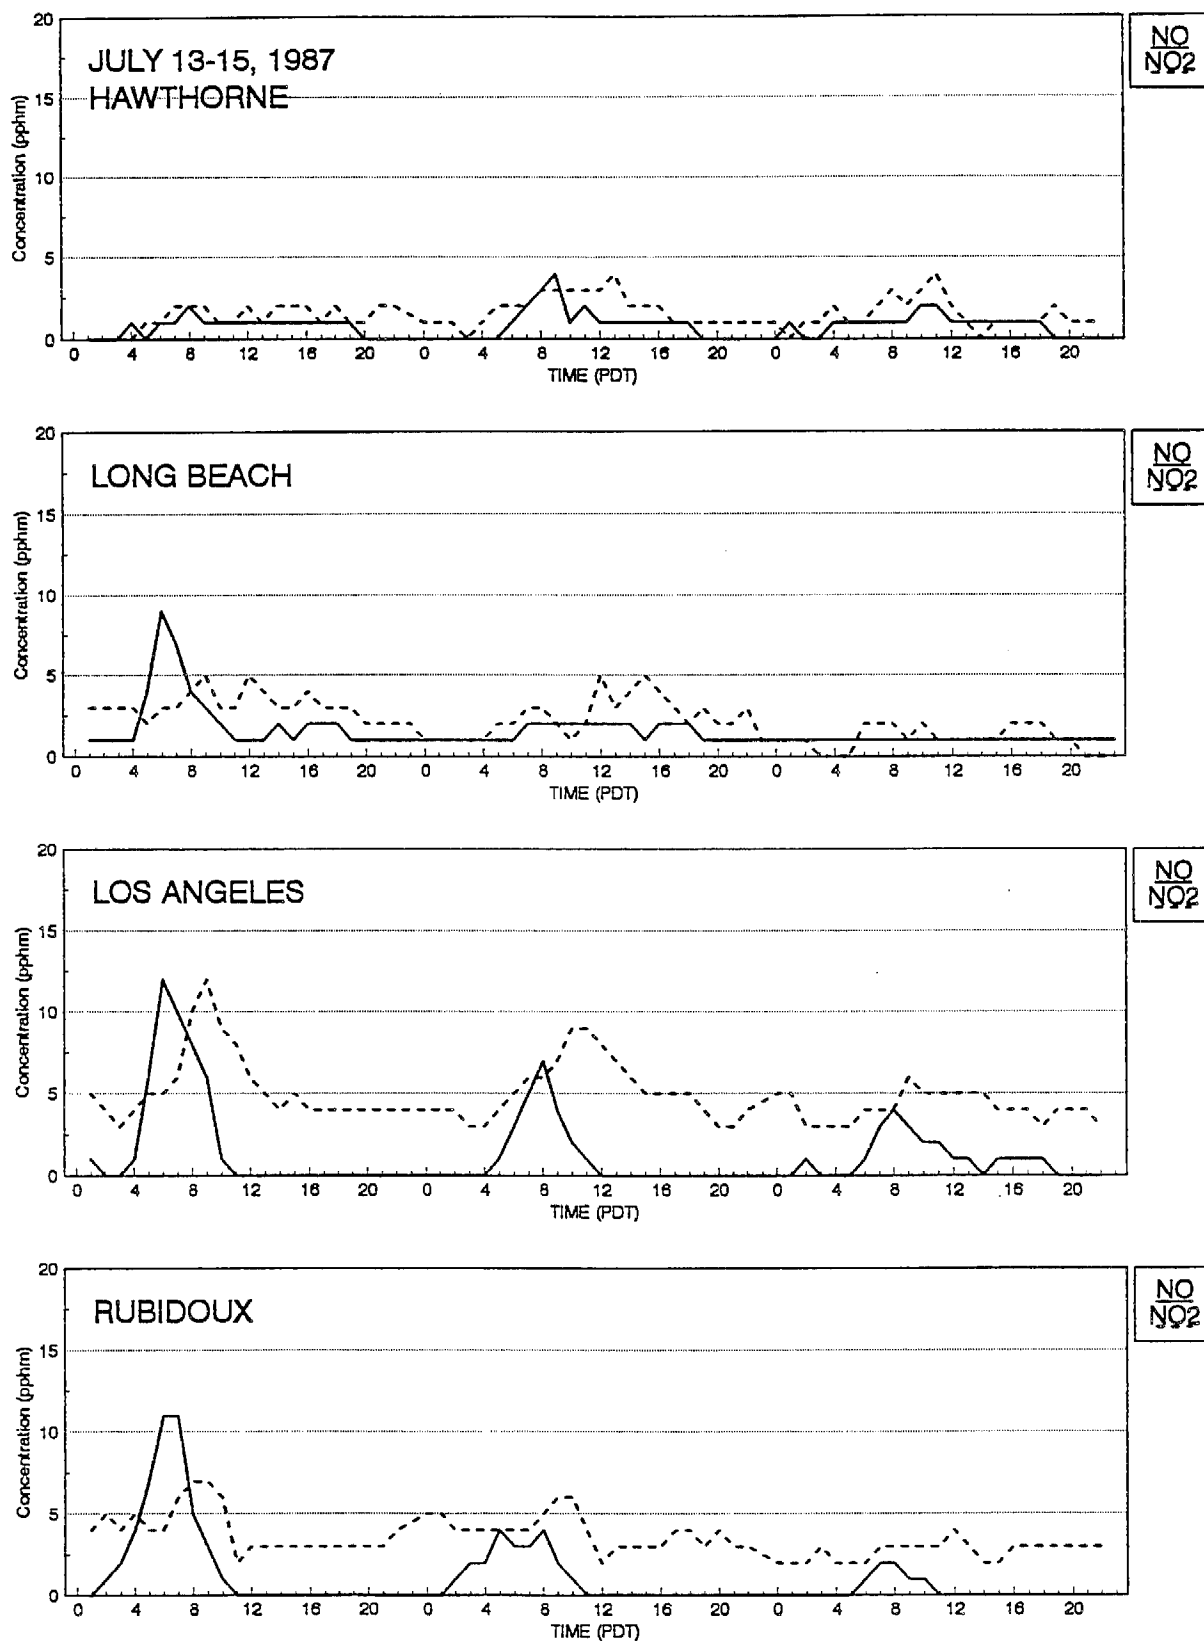 JULY 13-15, 1987
HAWTHORNE
NO
NO2
Concentration (pphm)
20
15
10
5
0
0 4 8 12 16 20 0 4 8 12 16 20 0 4 8 12 16 20
TIME (PDT)
LONG BEACH
NO
NO2
Concentration (pphm)
20
15
10
5
0
0 4 8 12 16 20 0 4 8 12 16 20 0 4 8 12 16 20
TIME (PDT)
LOS ANGELES
NO
NO2
Concentration (pphm)
20
15
10
5
0
0 4 8 12 16 20 0 4 8 12 16 20 0 4 8 12 16 20
TIME (PDT)
RUBIDOUX
NO
NO2
Concentration (pphm)
20
15
10
5
0
0 4 8 12 16 20 0 4 8 12 16 20 0 4 8 12 16 20
TIME (PDT)